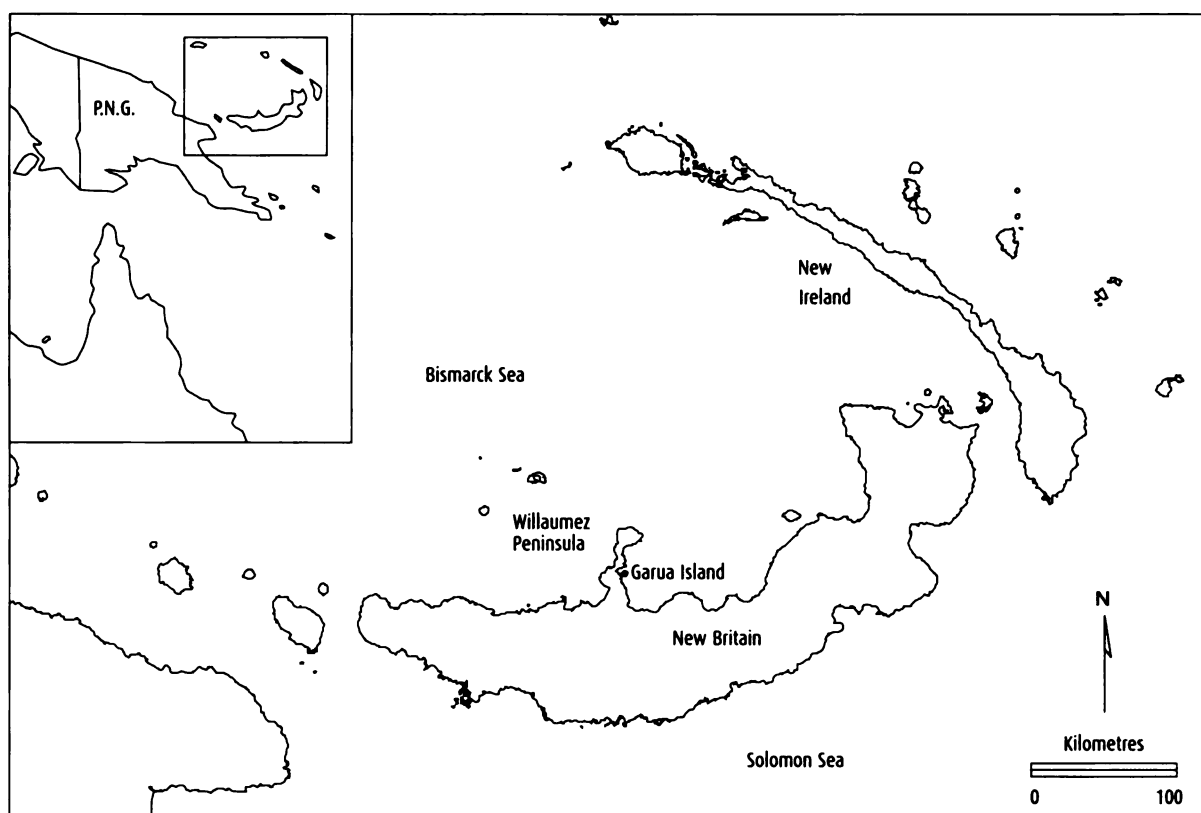 P.N.G.
New
Ireland
Bismarck Sea
Willaumez
Peninsula
Garua Island
New Britain
N
Solomon Sea
Kilometres
0 100